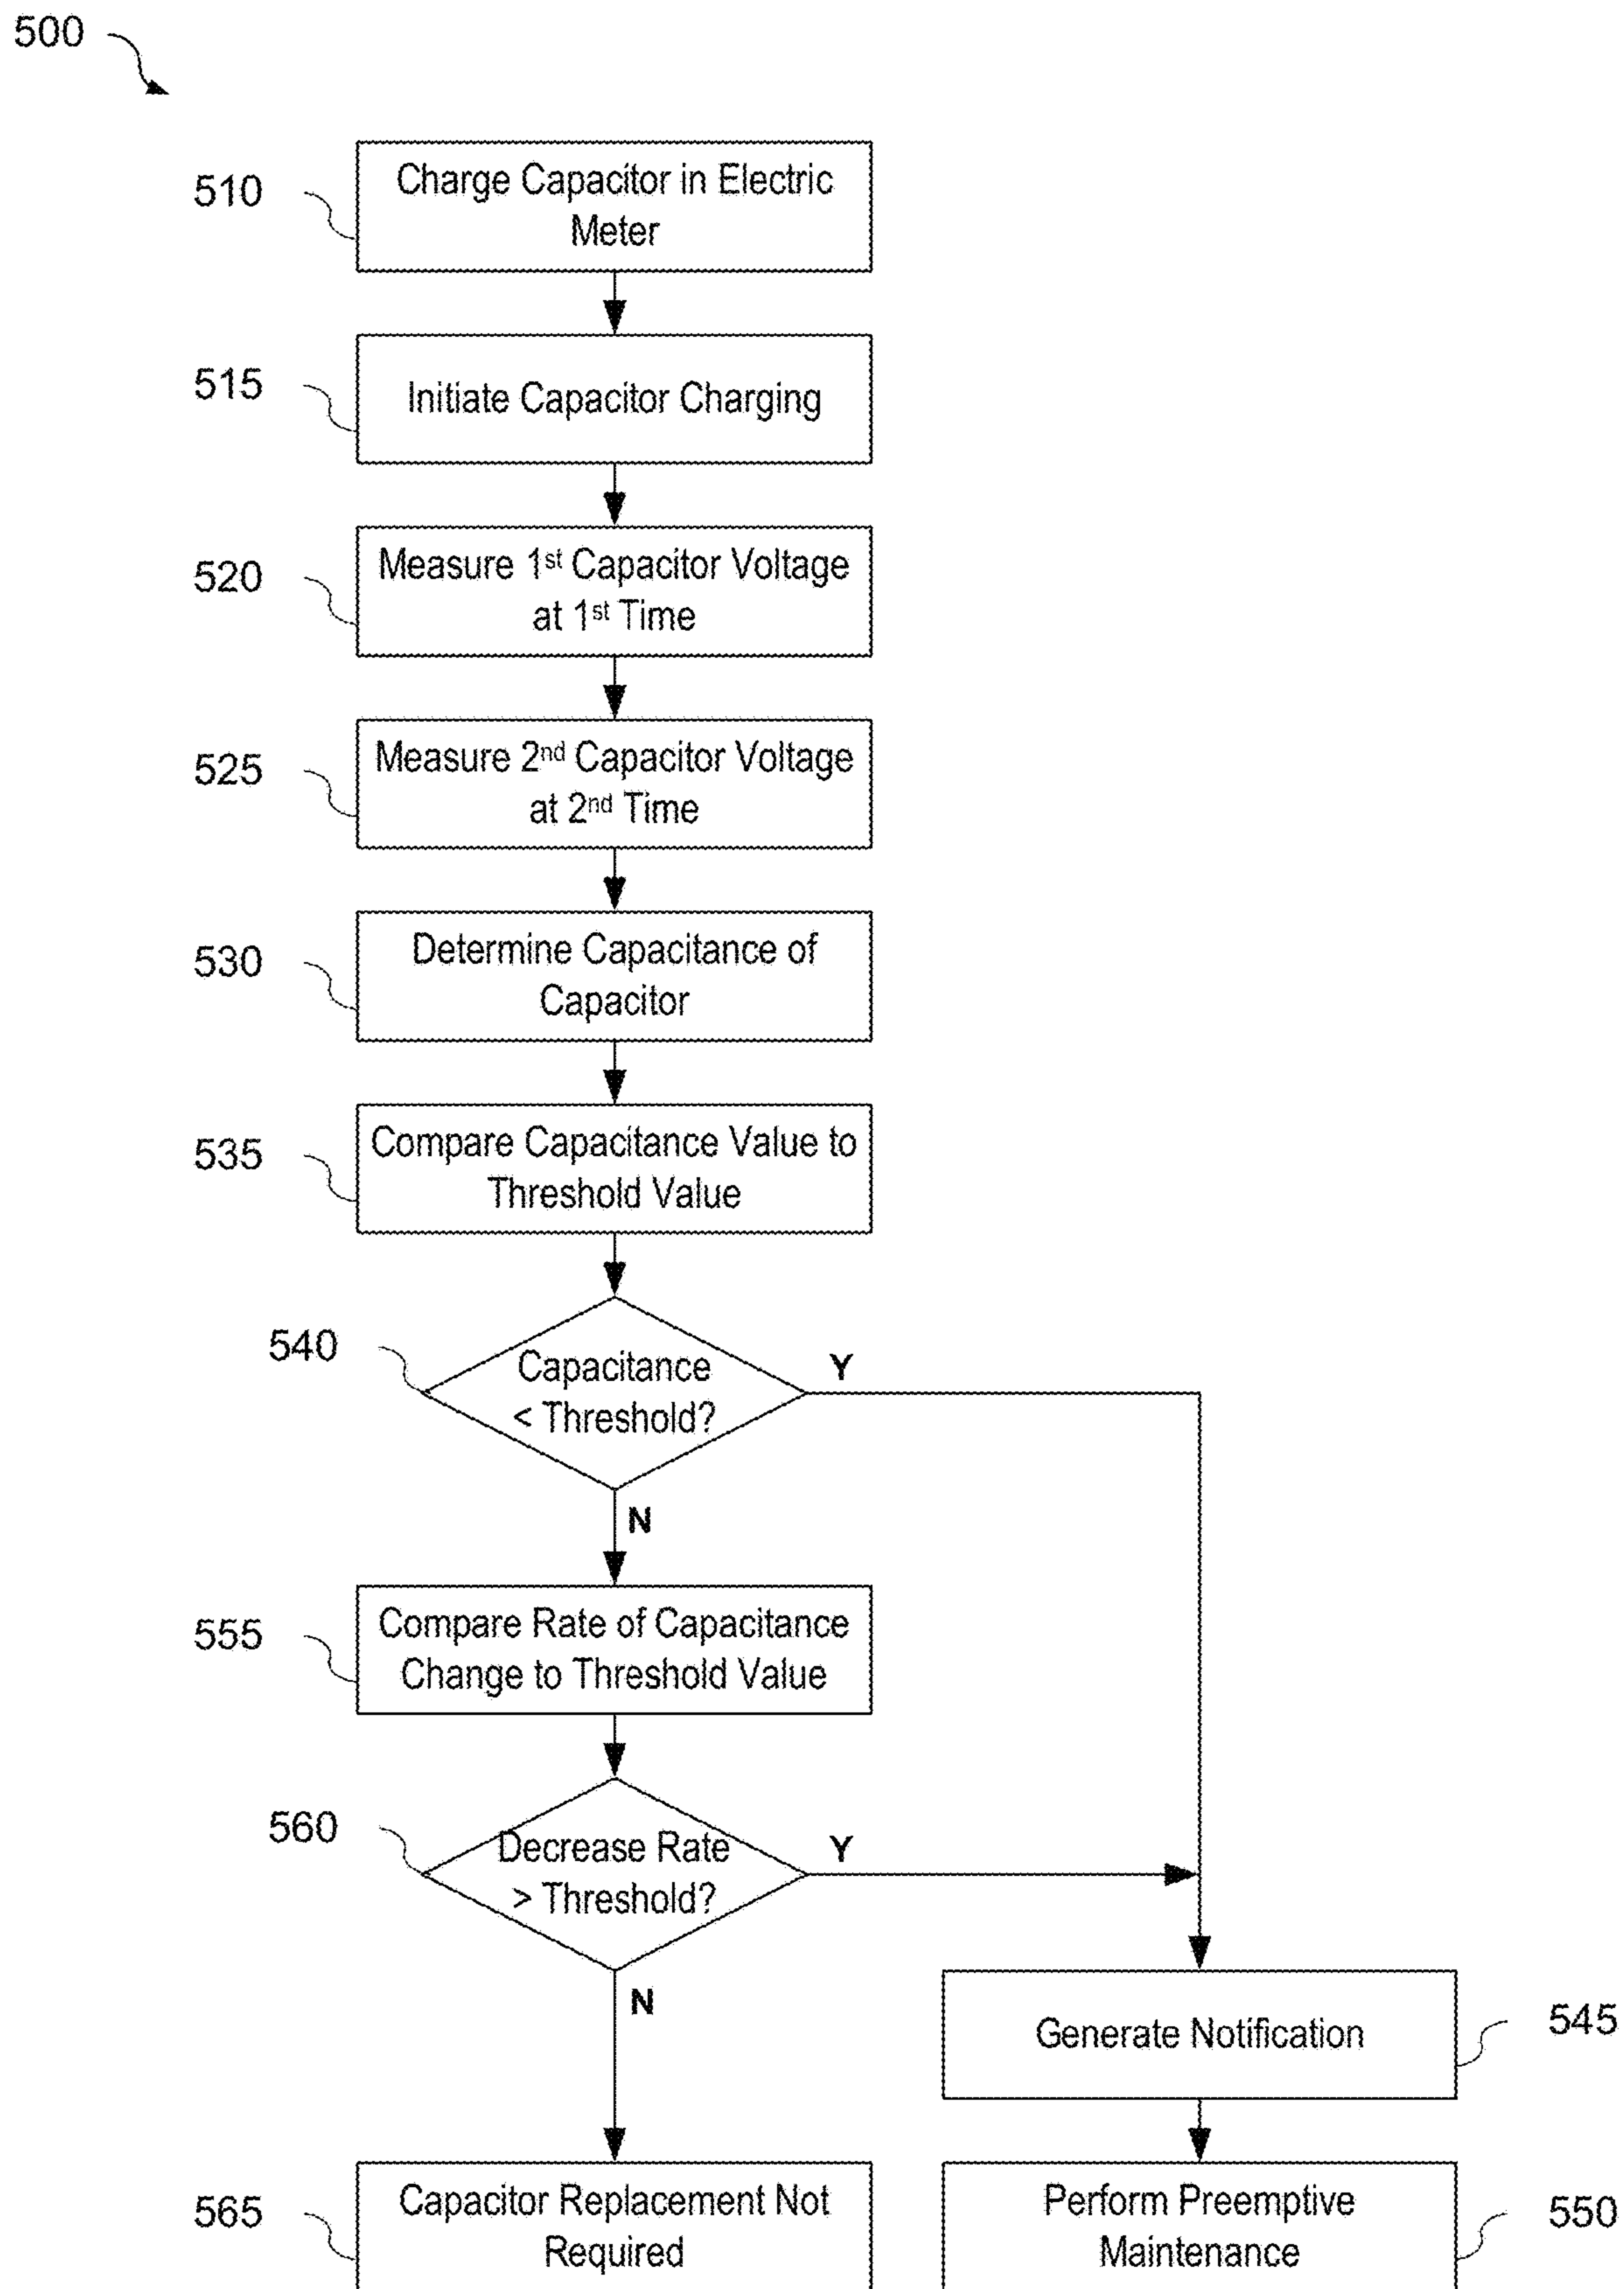 500
510
Charge Capacitor in Electric
Meter
515
Initiate Capacitor Charging
520
Measure 1st Capacitor Voltage
at 1st Time
525
Measure 2nd Capacitor Voltage
at 2nd Time
530
Determine Capacitance of
Capacitor
535
Compare Capacitance Value to
Threshold Value
540
Capacitance
< Threshold?
Y
N
555
Compare Rate of Capacitance
Change to Threshold Value
560
Decrease Rate
> Threshold?
Y
N
Generate Notification
545
565
Capacitor Replacement Not
Required
Perform Preemptive
Maintenance
550